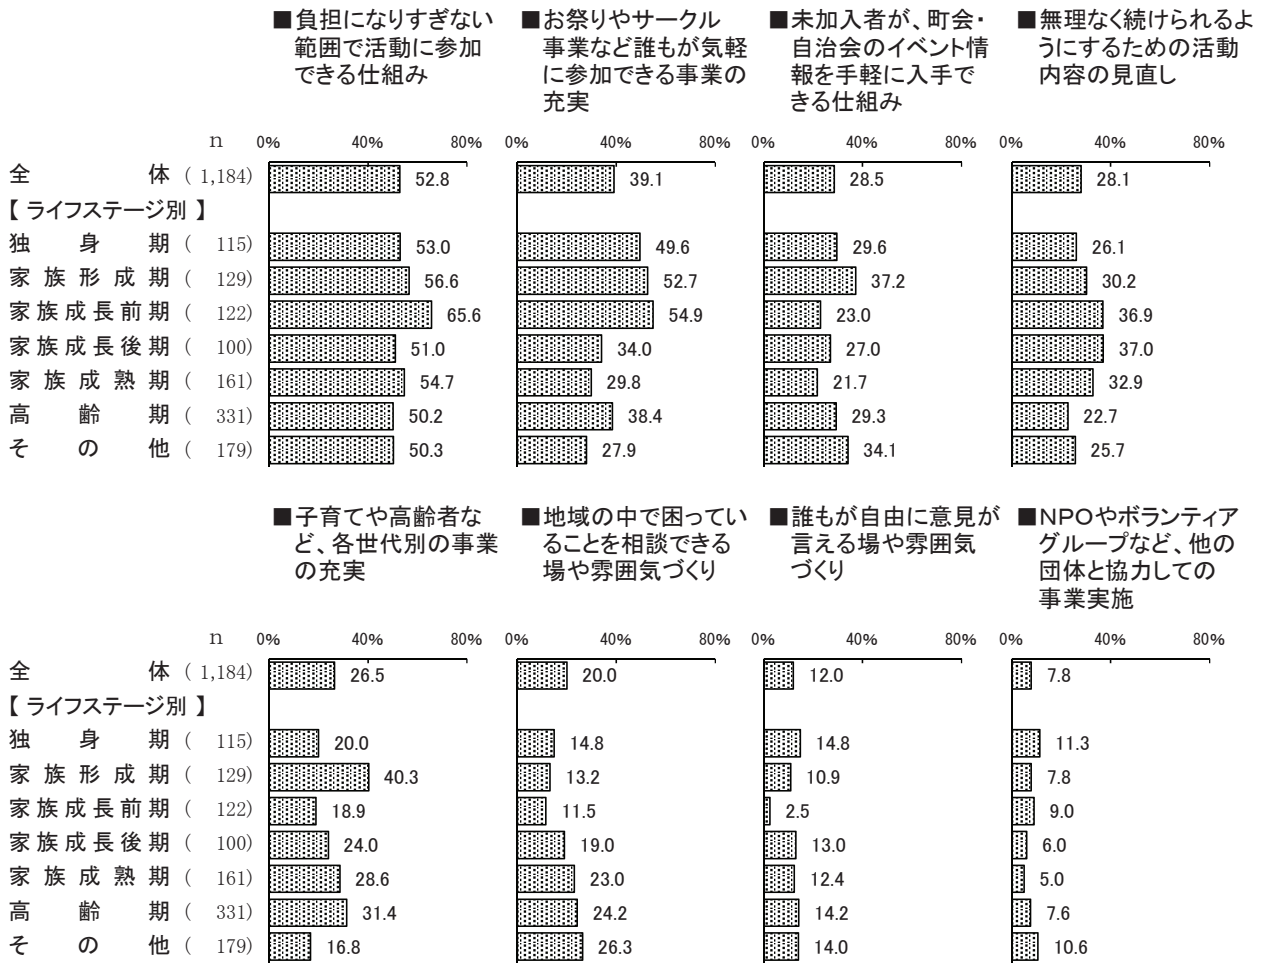 ■負担になりすぎない
範囲で活動に参加
できる仕組み
■お祭りやサークル
事業など誰もが気軽
に参加できる事業の
充実
■未加入者が、町会・
自治会のイベント情
報を手軽に入手で
きる仕組み
■無理なく続けられるよ
うにするための活動
内容の見直し
n 0% 40% 80% 0% 40% 80% 0% 40% 80% 0% 40% 80%
全体 (1,184) 52.8 39.1 28.5 28.1
【ライフステージ別】
独身期 (115) 53.0 49.6 29.6 26.1
家族形成期 (129) 56.6 52.7 37.2 30.2
家族成長前期 (122) 65.6 54.9 23.0 36.9
家族成長後期 (100) 51.0 34.0 27.0 37.0
家族成熟期 (161) 54.7 29.8 21.7 32.9
高齢期 (331) 50.2 38.4 29.3 22.7
その他 (179) 50.3 27.9 34.1 25.7
■子育てや高齢者な
ど、各世代別の事業
の充実
■地域の中で困ってい
ることを相談できる
場や雰囲気づくり
■誰もが自由に意見が
言える場や雰囲気
づくり
■NPOやボランティア
グループなど、他の
団体と協力しての
事業実施
n 0% 40% 80% 0% 40% 80% 0% 40% 80% 0% 40% 80%
全体 (1,184) 26.5 20.0 12.0 7.8
【ライフステージ別】
独身期 (115) 20.0 14.8 14.8 11.3
家族形成期 (129) 40.3 13.2 10.9 7.8
家族成長前期 (122) 18.9 11.5 2.5 9.0
家族成長後期 (100) 24.0 19.0 13.0 6.0
家族成熟期 (161) 28.6 23.0 12.4 5.0
高齢期 (331) 31.4 24.2 14.2 7.6
その他 (179) 16.8 26.3 14.0 10.6